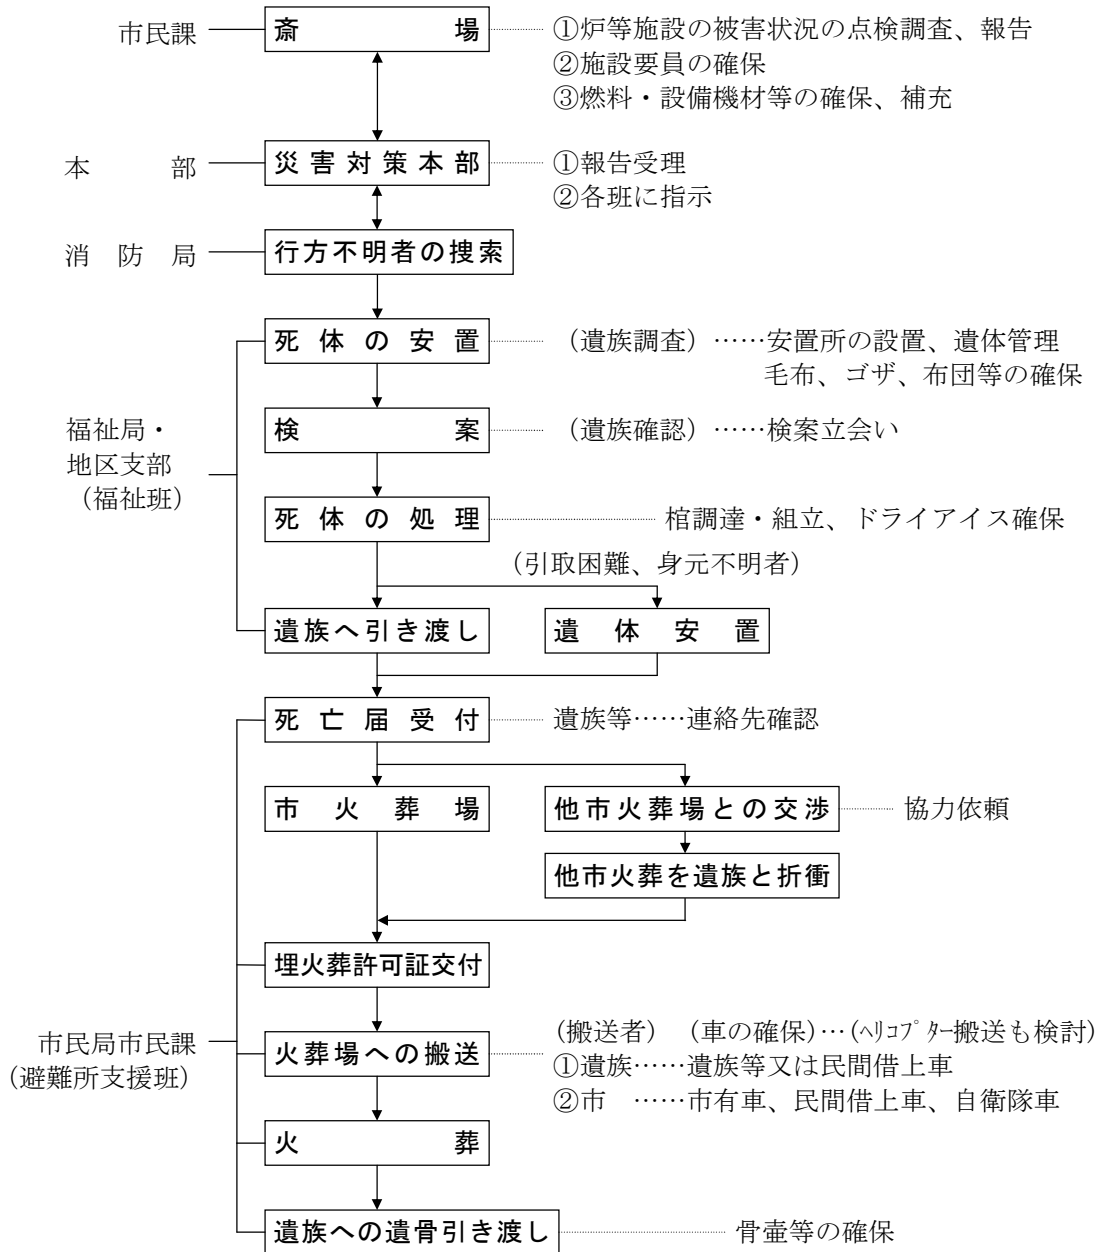 市民課 斎場 ①炉等施設の被害状況の点検調査、報告
②施設要員の確保
③燃料・設備機材等の確保、補充
本部 災害対策本部 ①報告受理
②各班に指示
消防局 行方不明者の捜索
死体の安置 (遺族調査)……安置所の設置、遺体管理
毛布、ゴザ、布団等の確保
福祉局・
地区支部
(福祉班)
検案 (遺族確認)……検案立会い
死体の処理 棺調達・組立、ドライアイス確保
(引取困難、身元不明者)
遺族へ引き渡し 遺体安置
死亡届受付 遺族等……連絡先確認
市火葬場 他市火葬場との交渉 協力依頼
他市火葬を遺族と折衝
埋火葬許可証交付
市民局市民課
(避難所支援班)
火葬場への搬送 (搬送者) (車の確保)…(ヘリコプター搬送も検討)
①遺族……遺族等又は民間借上車
②市 ……市有車、民間借上車、自衛隊車
火葬
遺族への遺骨引き渡し 骨壷等の確保